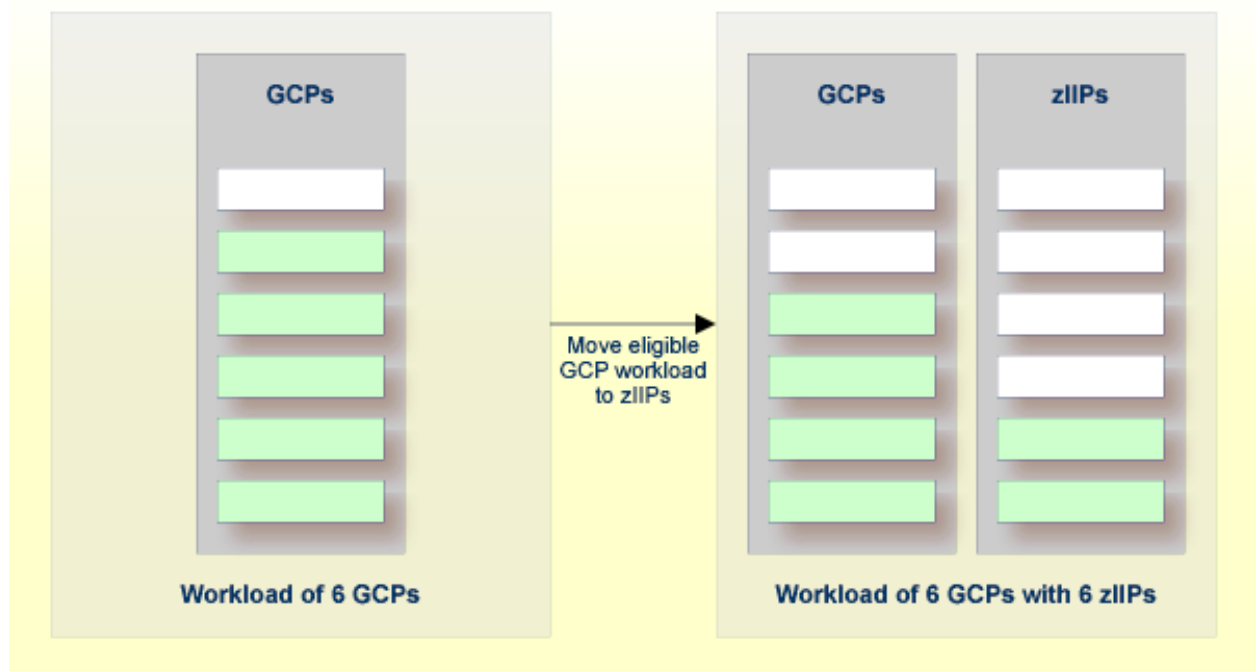 GCPs
Workload of 6 GCPs
Move eligible
GCP workload
to zIIPs
GCPs
zIIPs
Workload of 6 GCPs with 6 zIIPs